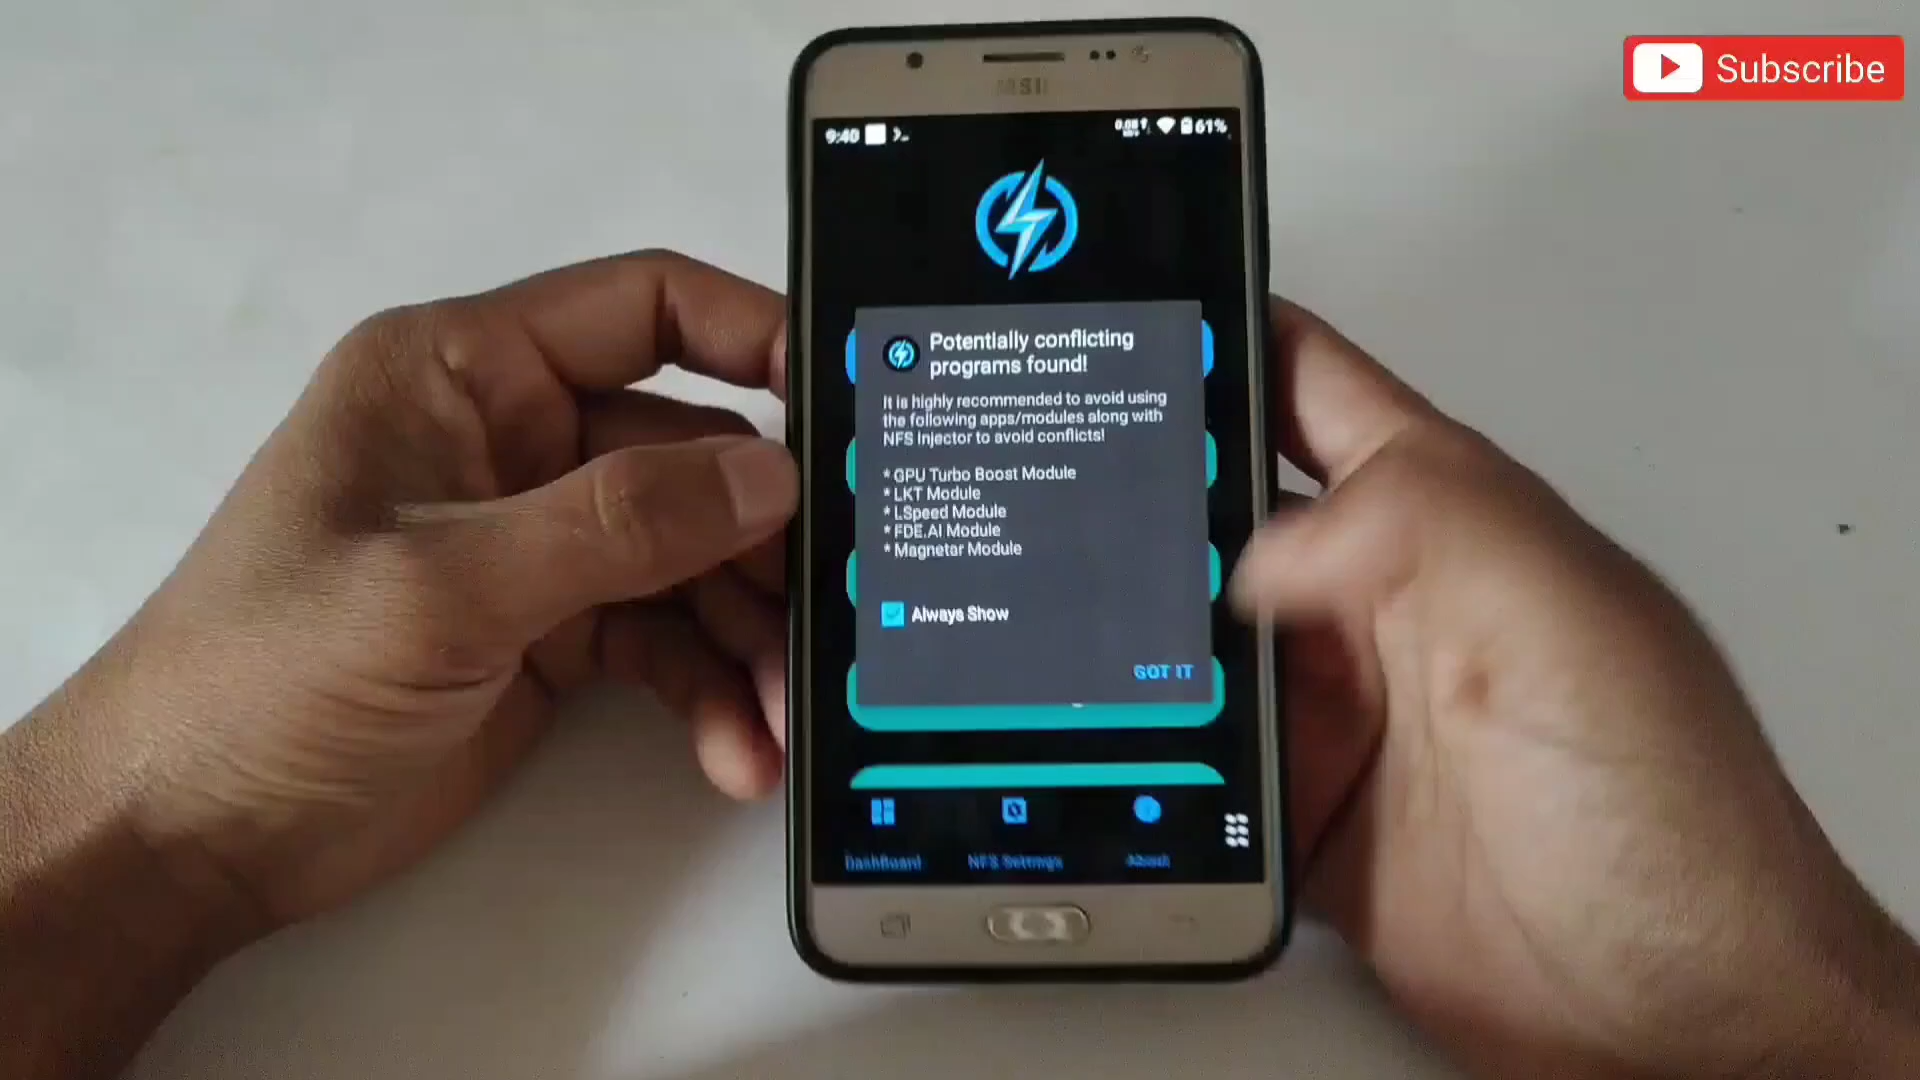 Subscribe
9:40
61%
Potentially conflicting
programs found!
It is highly recommended to avoid using
the following apps/modules along with
NFS Injector to avoid conflicts!
* GPU Turbo Boost Module
* LKT Module
* LSpeed Module
* FDE.AI Module
* Magnetar Module
Always Show
GOT IT
DashBoard NFS Settings About